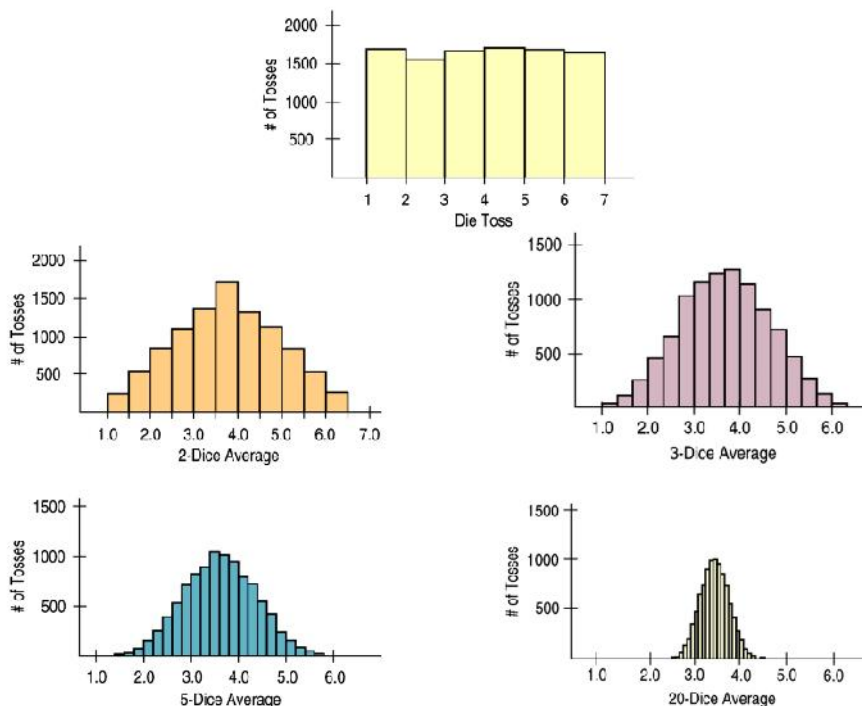 2000
1500
1000
500
# of Tosses
1 2 3 4 5 6 7
Die Toss
2000
1500
1000
500
# of Tosses
1.0 2.0 3.0 4.0 5.0 6.0 7.0
2-Dice Average
1500
1000
500
# of Tosses
1.0 2.0 3.0 4.0 5.0 6.0
3-Dice Average
1500
1000
500
# of Tosses
1.0 2.0 3.0 4.0 5.0 6.0
5-Dice Average
1500
1000
500
# of Tosses
1.0 2.0 3.0 4.0 5.0 6.0
20-Dice Average